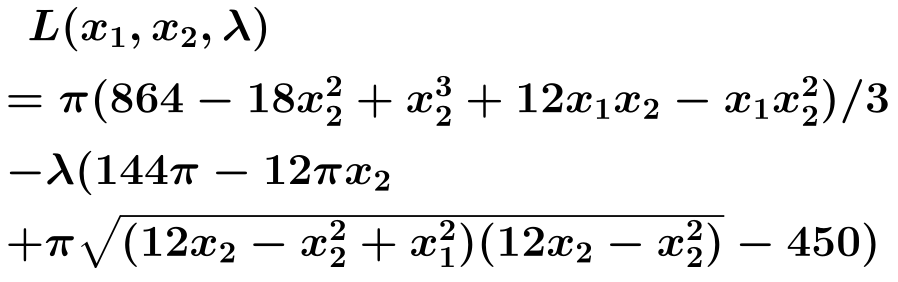 L(x₁, x₂, λ)
= π(864 − 18x₂² + x₂³ + 12x₁x₂ − x₁x₂²)/3
−λ(144π − 12πx₂
+π√((12x₂ − x₂² + x₁²)(12x₂ − x₂²)) − 450)